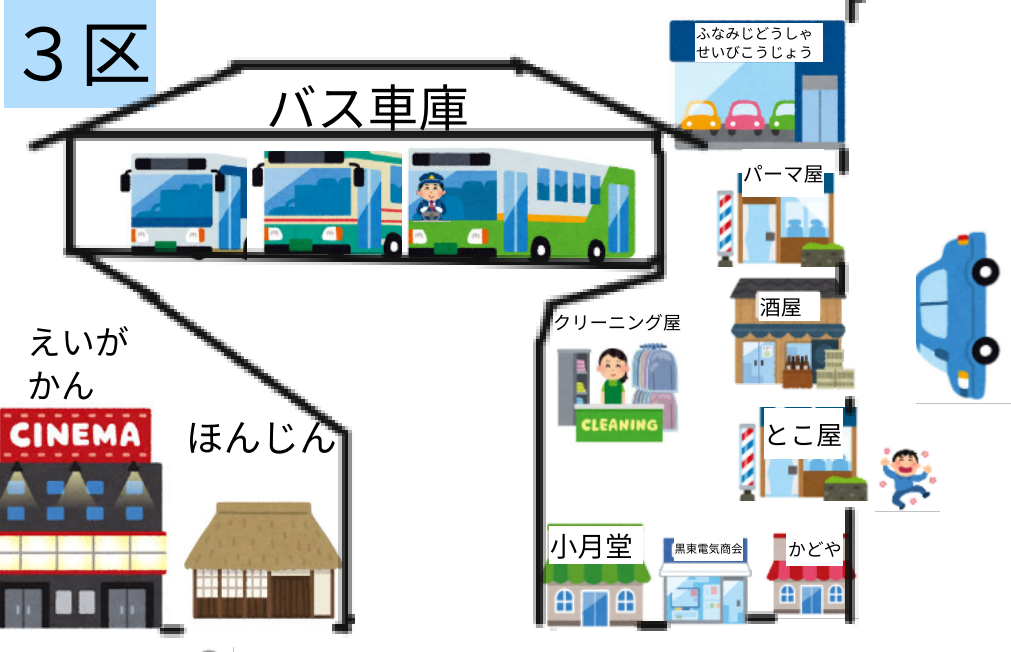 3区
ふなみじどうしゃ
せいびこうじょう
バス車庫
パーマ屋
酒屋
クリーニング屋
えいが
かん
CINEMA
ほんじん
CLEANING
とこ屋
小月堂
黒東電気商会
かどや